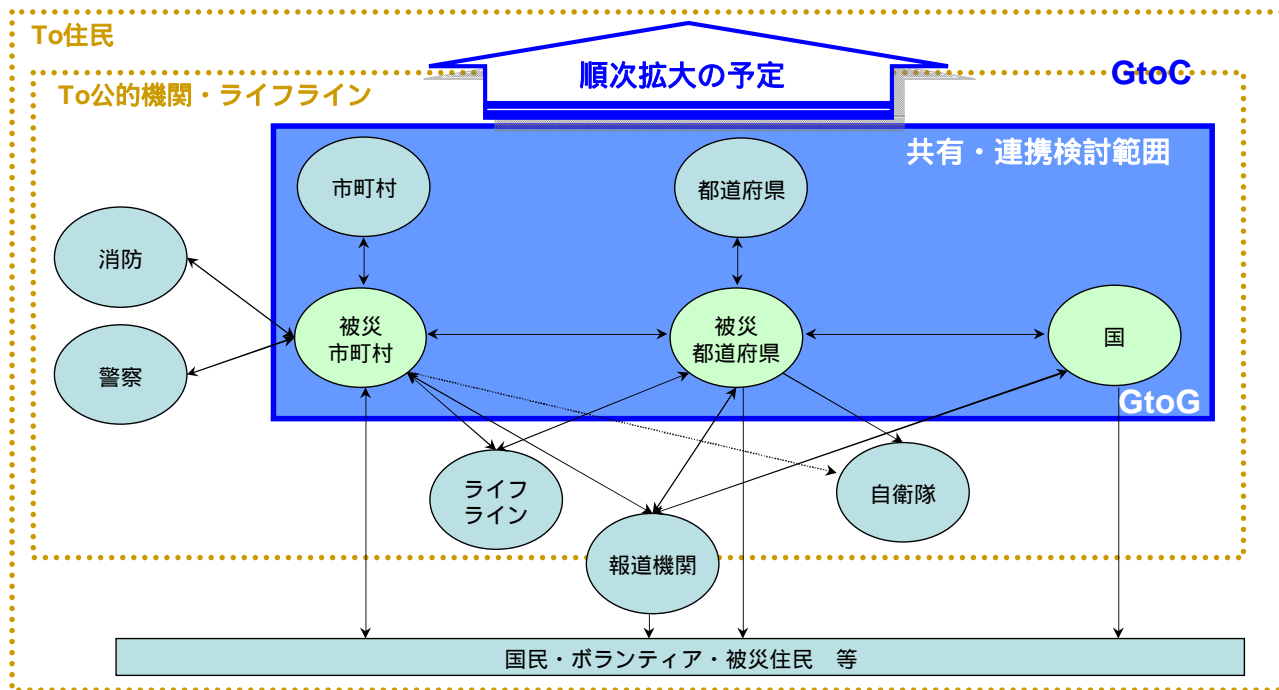 To住民
順次拡大の予定
GtoC
To公的機関・ライフライン
共有・連携検討範囲
市町村
都道府県
消防
被災
市町村
被災
都道府県
国
警察
GtoG
ライフ
ライン
自衛隊
報道機関
国民・ボランティア・被災住民　等